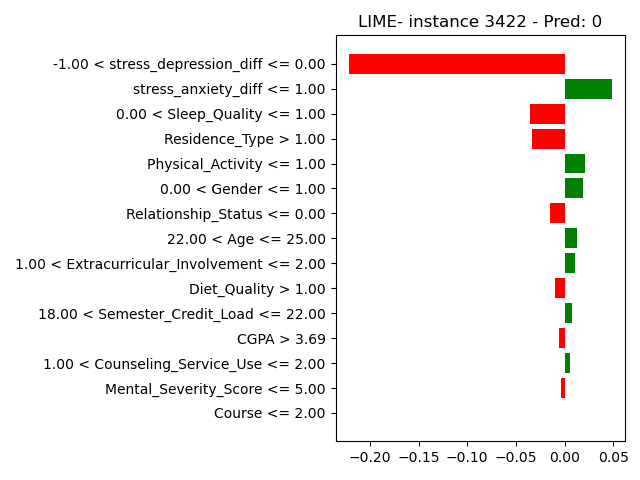 LIME- instance 3422 - Pred: 0
-1.00 < stress_depression_diff <= 0.00
stress_anxiety_diff <= 1.00
0.00 < Sleep_Quality <= 1.00
Residence_Type > 1.00
Physical_Activity <= 1.00
0.00 < Gender <= 1.00
Relationship_Status <= 0.00
22.00 < Age <= 25.00
1.00 < Extracurricular_Involvement <= 2.00
Diet_Quality > 1.00
18.00 < Semester_Credit_Load <= 22.00
CGPA > 3.69
1.00 < Counseling_Service_Use <= 2.00
Mental_Severity_Score <= 5.00
Course <= 2.00
−0.20 −0.15 −0.10 −0.05 0.00 0.05